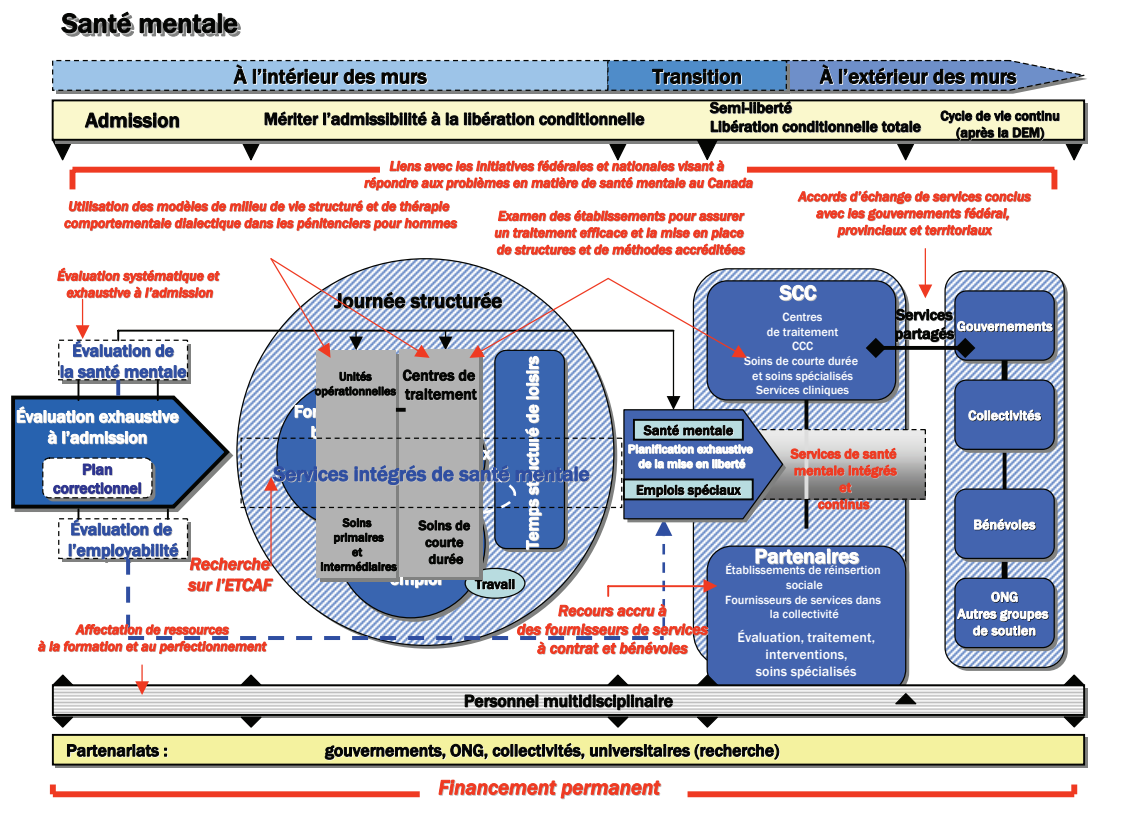 Santé mentale
À l'intérieur des murs
Transition
À l'extérieur des murs
Admission
Mériter l'admissibilité à la libération conditionnelle
Semi-liberté
Libération conditionnelle totale
Cycle de vie continu
(après la DEM)
Liens avec les initiatives fédérales et nationales visant à
répondre aux problèmes en matière de santé mentale au Canada
Utilisation des modèles de milieu de vie structuré et de thérapie
comportementale dialectique dans les pénitenciers pour hommes
Examen des établissements pour assurer
un traitement efficace et la mise en place
de structures et de méthodes accréditées
Accords d'échange de services conclus
avec les gouvernements fédéral,
provinciaux et territoriaux
Évaluation systématique et
exhaustive à l'admission
Évaluation de
la santé mentale
Évaluation exhaustive
à l'admission
Plan
correctionnel
Évaluation de
l'employabilité
Journée structurée
Unités
opérationnelles
Centres de
traitement
Temps structuré de loisirs
Services intégrés de santé mentale
Soins
primaires
et
intermédiaires
Soins de
courte
durée
emploi
Travail
Recherche
sur l'ETCAF
Affectation de ressources
à la formation et au perfectionnement
Santé mentale
Planification exhaustive
de la mise en liberté
Emplois spéciaux
SCC
Centres
de traitement
CCC
Soins de courte durée
et soins spécialisés
Services cliniques
Services
partagés
Services de santé
mentale intégrés
et
continus
Partenaires
Établissements de réinsertion
sociale
Fournisseurs de services dans
la collectivité
Évaluation, traitement,
interventions,
soins spécialisés
Recours accru à
des fournisseurs de services
à contrat et bénévoles
Gouvernements
Collectivités
Bénévoles
ONG
Autres groupes
de soutien
Personnel multidisciplinaire
Partenariats : gouvernements, ONG, collectivités, universitaires (recherche)
Financement permanent